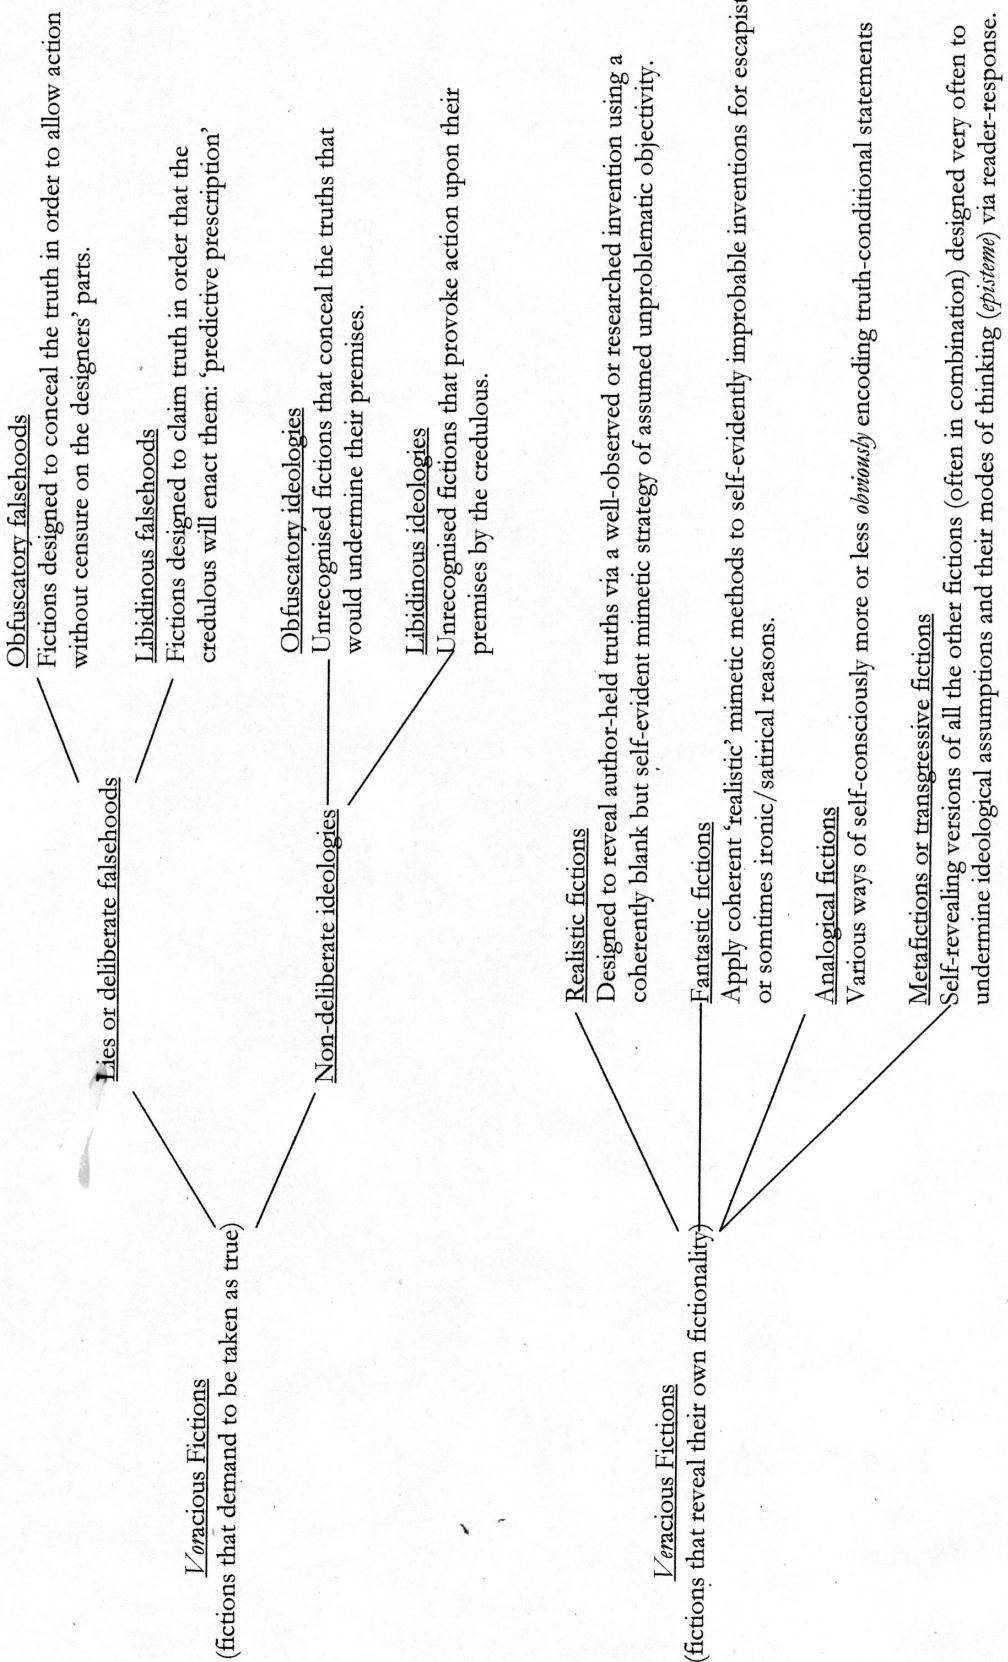 Voracious Fictions
(fictions that demand to be taken as true)
Lies or deliberate falsehoods
Obfuscatory falsehoods
Fictions designed to conceal the truth in order to allow action
without censure on the designers' parts.
Libidinous falsehoods
Fictions designed to claim truth in order that the
credulous will enact them: 'predictive prescription'
Non-deliberate ideologies
Obfuscatory ideologies
Unrecognised fictions that conceal the truths that
would undermine their premises.
Libidinous ideologies
Unrecognised fictions that provoke action upon their
premises by the credulous.
Veracious Fictions
(fictions that reveal their own fictionality)
Realistic fictions
Designed to reveal author-held truths via a well-observed or researched invention using a
coherently blank but self-evident mimetic strategy of assumed unproblematic objectivity.
Fantastic fictions
Apply coherent 'realistic' mimetic methods to self-evidently improbable inventions for escapist
or somtimes ironic/satirical reasons.
Analogical fictions
Various ways of self-consciously more or less obviously encoding truth-conditional statements
Metafictions or transgressive fictions
Self-revealing versions of all the other fictions (often in combination) designed very often to
undermine ideological assumptions and their modes of thinking (episteme) via reader-response.